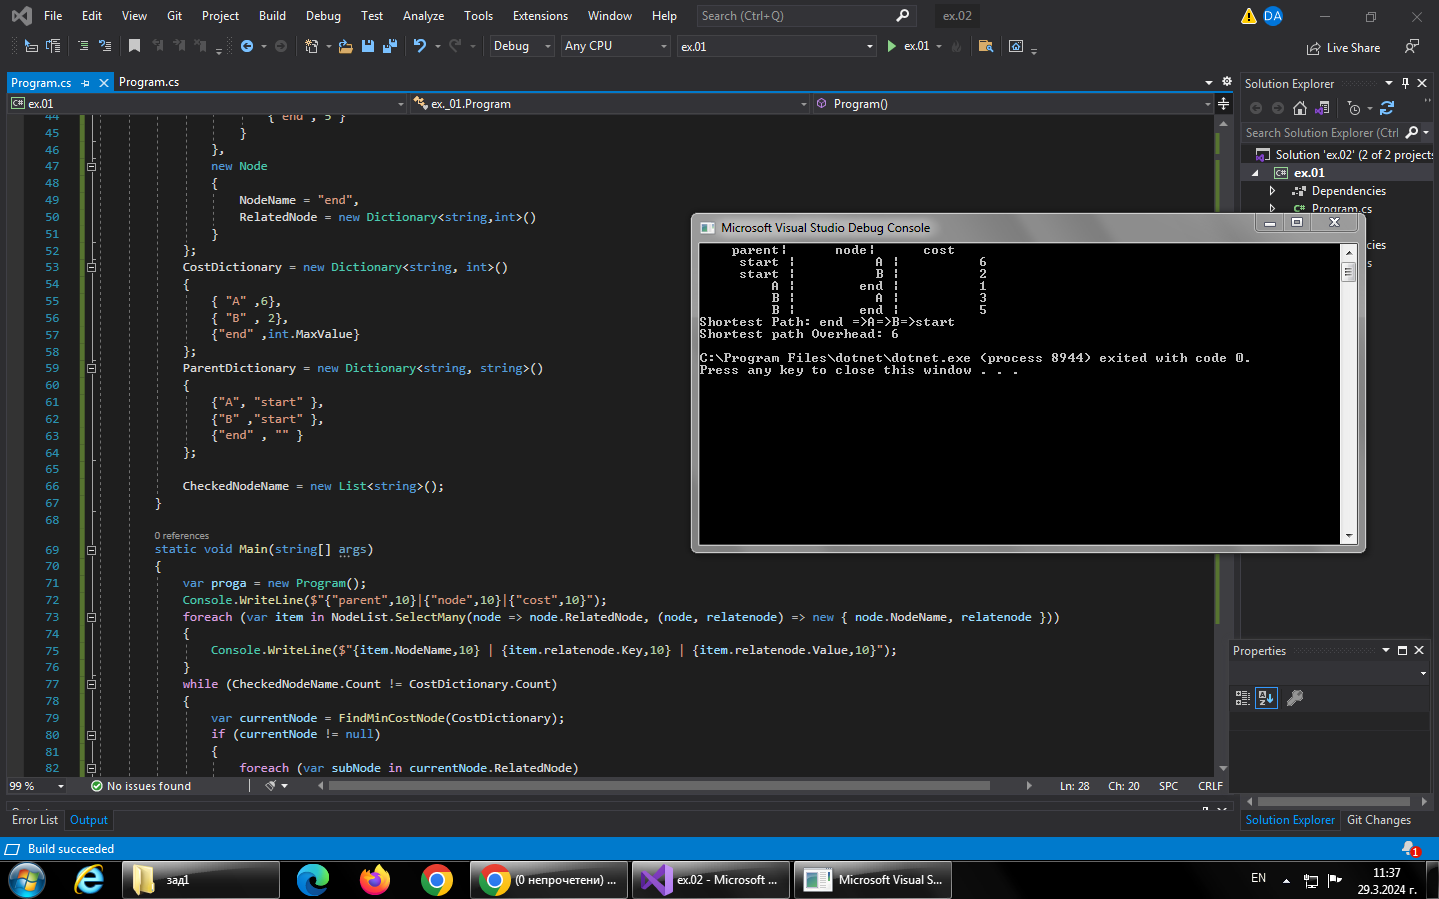 File Edit View Git Project Build Debug Test Analyze Tools Extensions Window Help Search (Ctrl+Q) ex.02 DA
Debug Any CPU ex.01 ex.01 Live Share
Program.cs Program.cs
C# ex.01 ex._01.Program Program()
44 {"end", 5 }
45 }
46 },
47 new Node
48 {
49 NodeName = "end",
50 RelatedNode = new Dictionary<string,int>()
51 }
52 };
53 CostDictionary = new Dictionary<string, int>()
54 {
55 { "A" ,6},
56 { "B" , 2},
57 {"end" ,int.MaxValue}
58 };
59 ParentDictionary = new Dictionary<string, string>()
60 {
61 {"A", "start" },
62 {"B" ,"start" },
63 {"end" , "" }
64 };
65
66 CheckedNodeName = new List<string>();
67 }
68
0 references
69 static void Main(string[] args)
70 {
71 var proga = new Program();
72 Console.WriteLine($"{"parent",10}|{"node",10}|{"cost",10}");
73 foreach (var item in NodeList.SelectMany(node => node.RelatedNode, (node, relatenode) => new { node.NodeName, relatenode }))
74 {
75 Console.WriteLine($"{item.NodeName,10} | {item.relatenode.Key,10} | {item.relatenode.Value,10}");
76 }
77 while (CheckedNodeName.Count != CostDictionary.Count)
78 {
79 var currentNode = FindMinCostNode(CostDictionary);
80 if (currentNode != null)
81 {
82 foreach (var subNode in currentNode.RelatedNode)
99 % No issues found Ln: 28 Ch: 20 SPC CRLF
Error List Output
Build succeeded
Microsoft Visual Studio Debug Console
parent¦ node¦ cost
start ¦ A ¦ 6
start ¦ B ¦ 2
A ¦ end ¦ 1
B ¦ A ¦ 3
B ¦ end ¦ 5
Shortest Path: end =>A=>B=>start
Shortest path Overhead: 6
C:\Program Files\dotnet\dotnet.exe (process 8944) exited with code 0.
Press any key to close this window . . .
Solution Explorer
Search Solution Explorer (Ctrl
Solution 'ex.02' (2 of 2 projects
C# ex.01
Dependencies
C# Program.cs
cies
s
Properties
Solution Explorer Git Changes
1
зад1
(0 непрочетени) ...
ex.02 - Microsoft ...
Microsoft Visual S...
EN
11:37
29.3.2024 г.